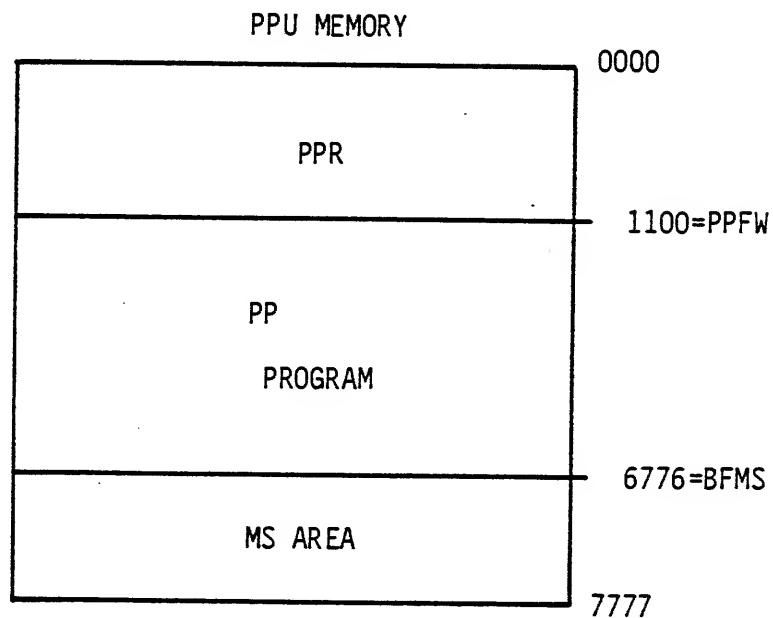 PPU MEMORY
0000
PPR
1100=PPFW
PP
PROGRAM
6776=BFMS
MS AREA
7777